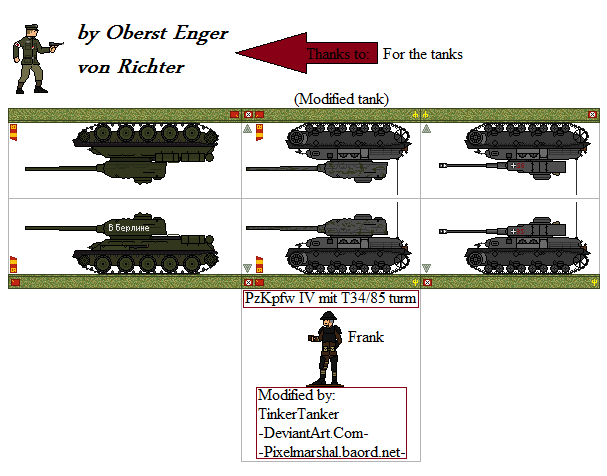 by Oberst Enger
von Richter
Thanks to:
For the tanks
(Modified tank)
В Берлине
PzKpfw IV mit T34/85 turm
Frank
Modified by:
TinkerTanker
-DeviantArt.Com-
-Pixelmarshal.baord.net-